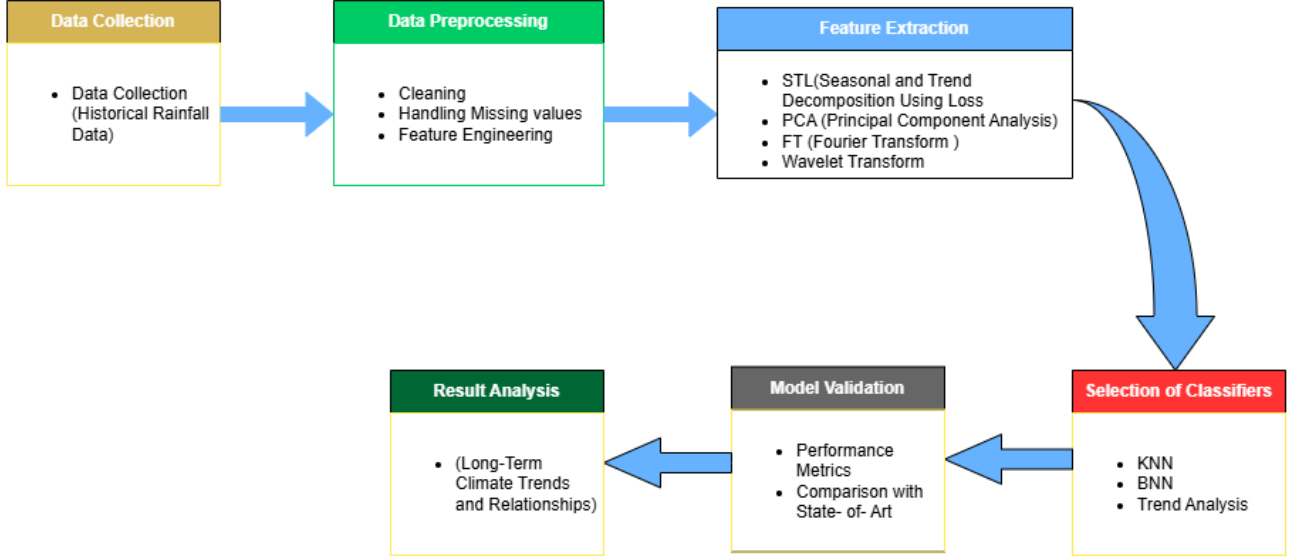 Data Collection
• Data Collection
(Historical Rainfall
Data)
Data Preprocessing
• Cleaning
• Handling Missing values
• Feature Engineering
Feature Extraction
• STL(Seasonal and Trend
Decomposition Using Loss
• PCA (Principal Component Analysis)
• FT (Fourier Transform )
• Wavelet Transform
Selection of Classifiers
• KNN
• BNN
• Trend Analysis
Model Validation
• Performance
Metrics
• Comparison with
State- of- Art
Result Analysis
• (Long-Term
Climate Trends
and Relationships)